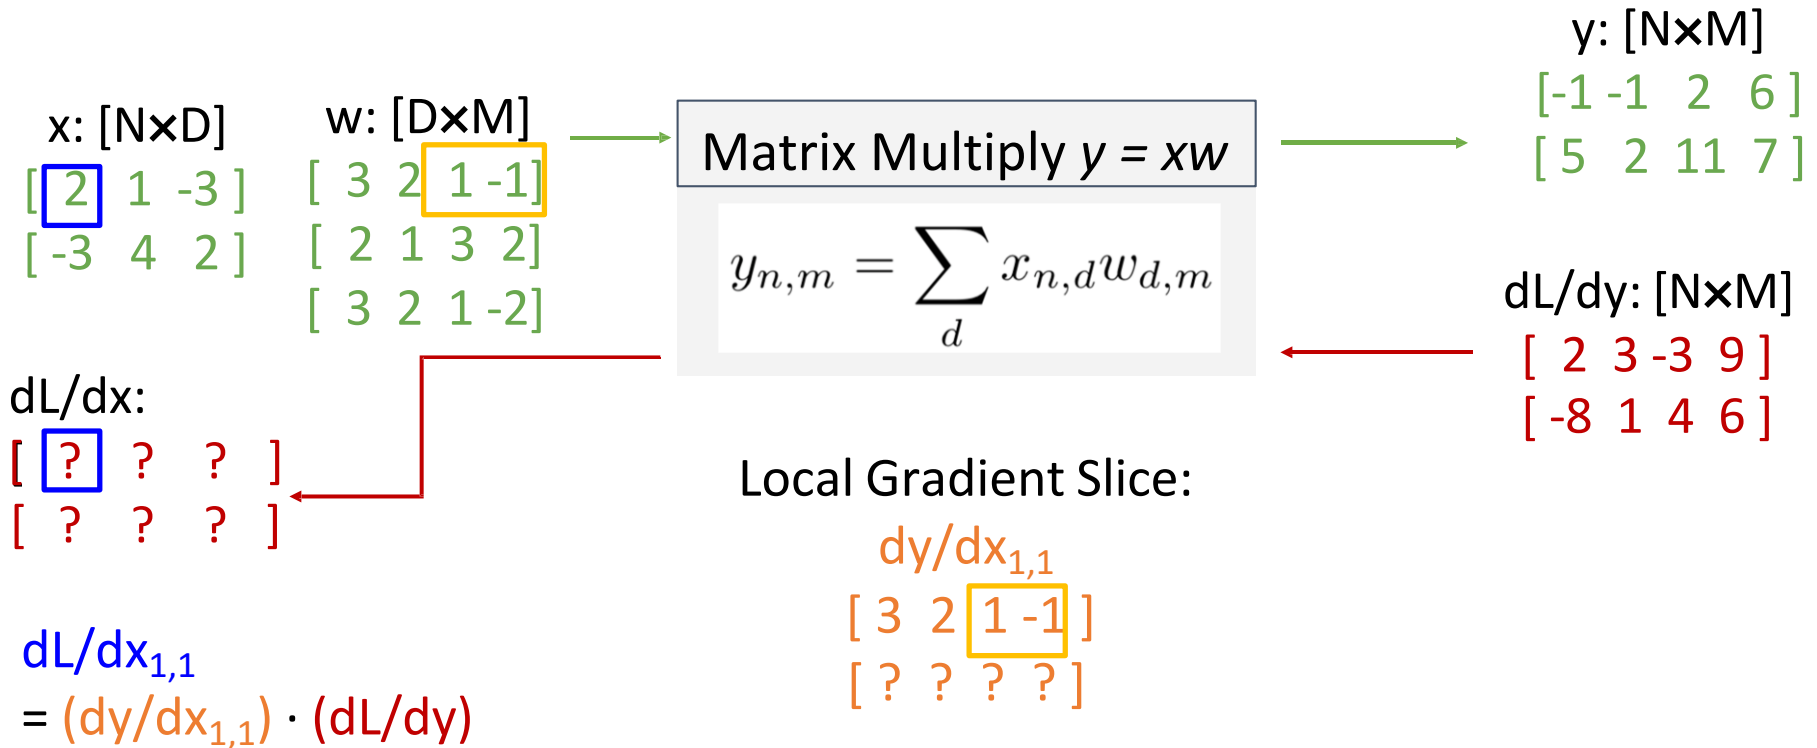 x: [N×D]
[ 2 1 -3 ]
[ -3 4 2 ]
w: [D×M]
[ 3 2 1 -1]
[ 2 1 3 2]
[ 3 2 1 -2]
Matrix Multiply y = xw
y_{n,m} = \sum_{d} x_{n,d} w_{d,m}
y: [N×M]
[-1 -1 2 6 ]
[ 5 2 11 7 ]
dL/dy: [N×M]
[ 2 3 -3 9 ]
[ -8 1 4 6 ]
dL/dx:
[ ? ? ? ]
[ ? ? ? ]
Local Gradient Slice:
dy/dx_{1,1}
[ 3 2 1 -1 ]
[ ? ? ? ? ]
dL/dx_{1,1}
= (dy/dx_{1,1}) · (dL/dy)